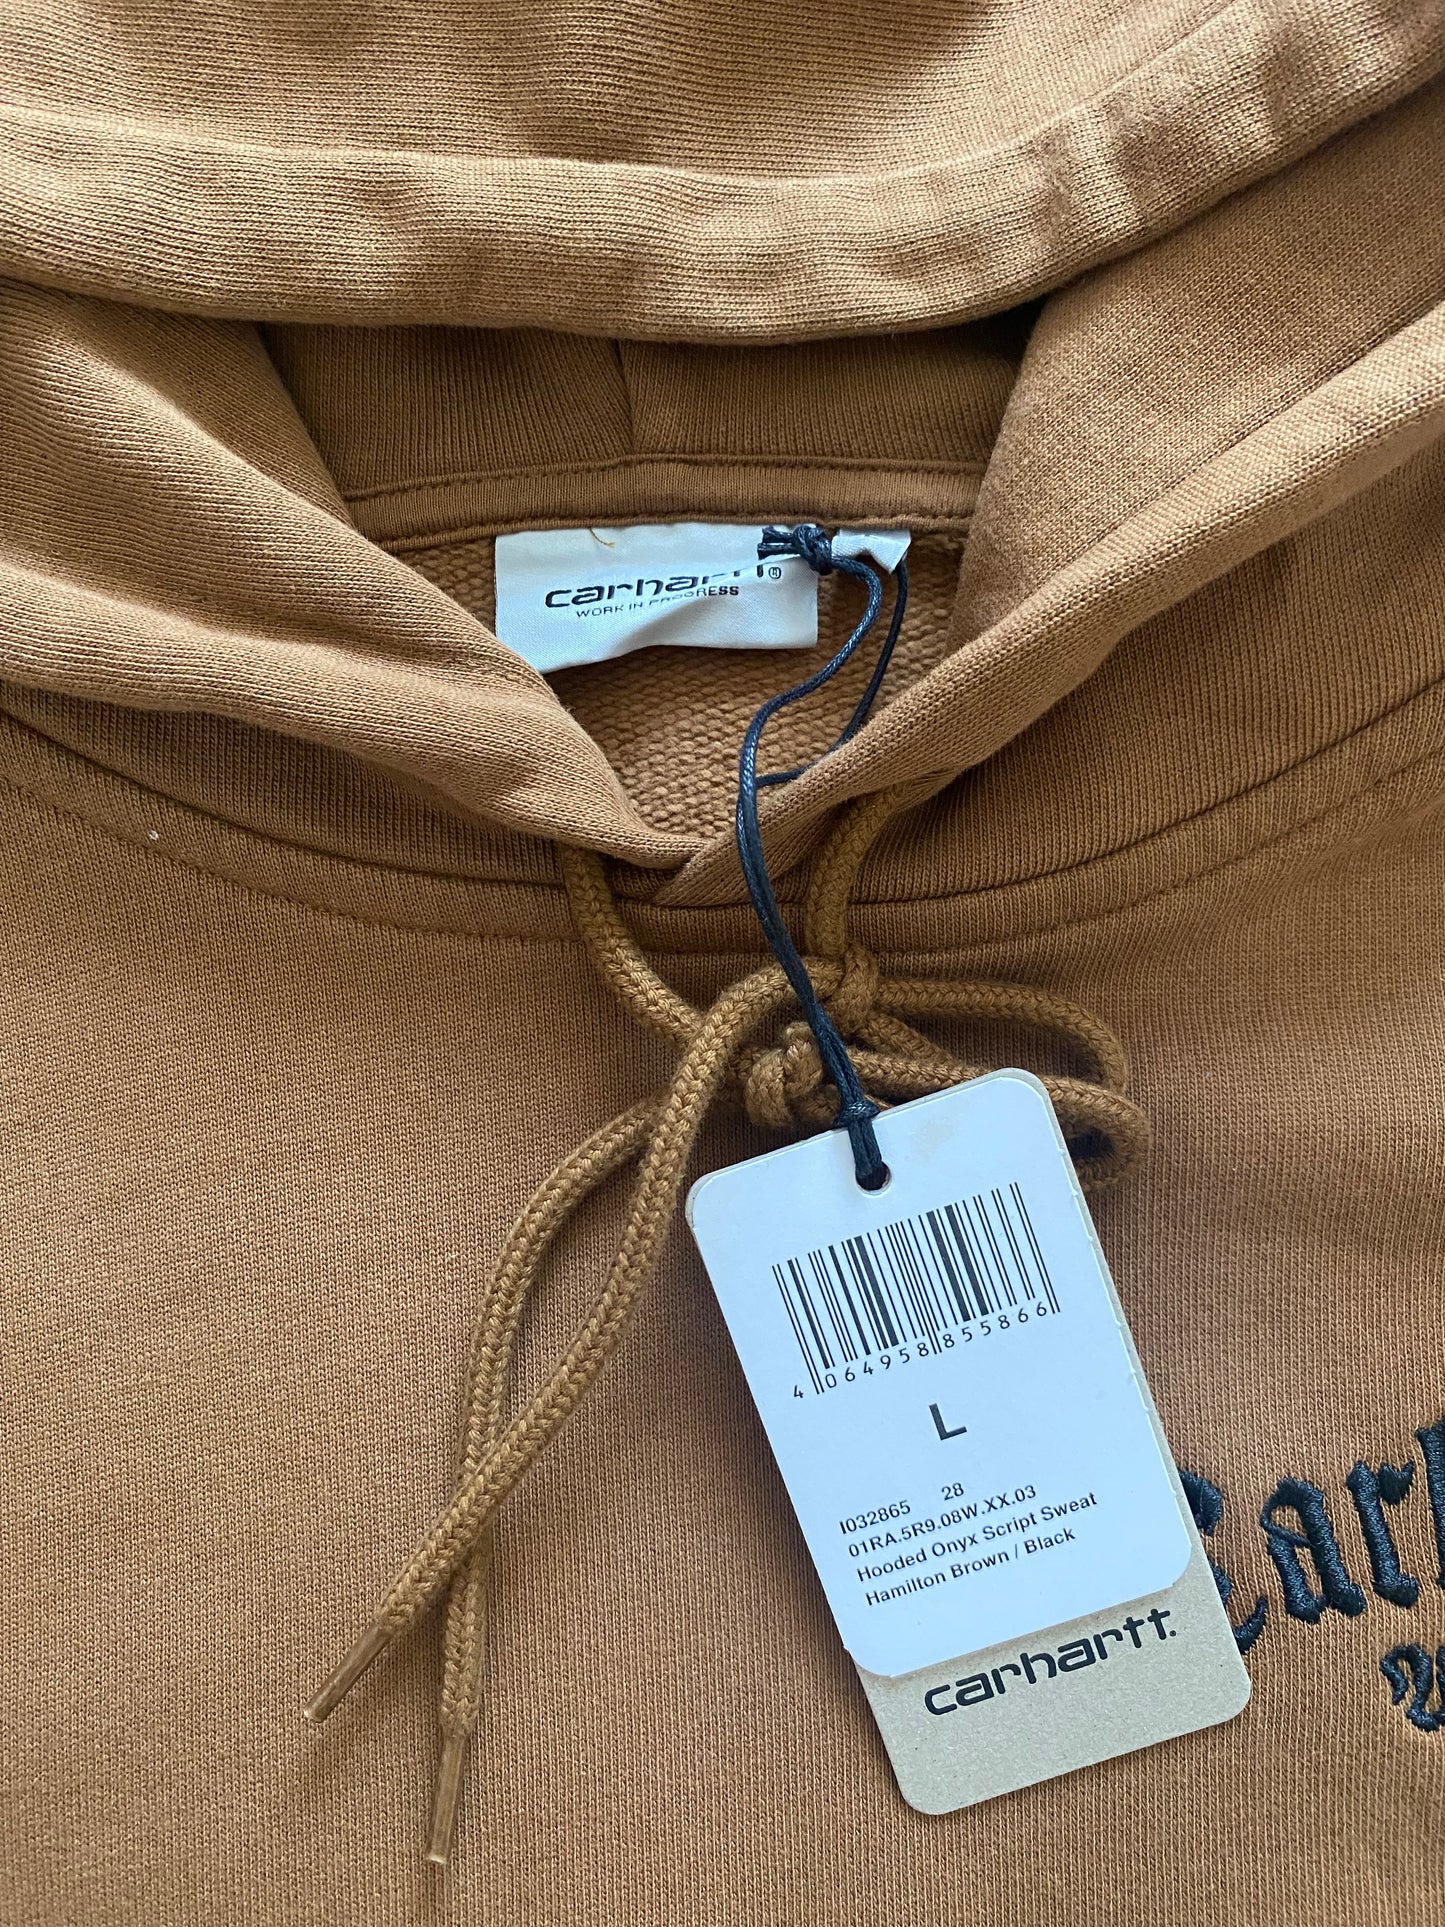 carhartt®
WORK IN PROGRESS
4 064958 855866
L
I032865 28
01RA.5R9.08W.XX.03
Hooded Onyx Script Sweat
Hamilton Brown / Black
carhartt.
Carh